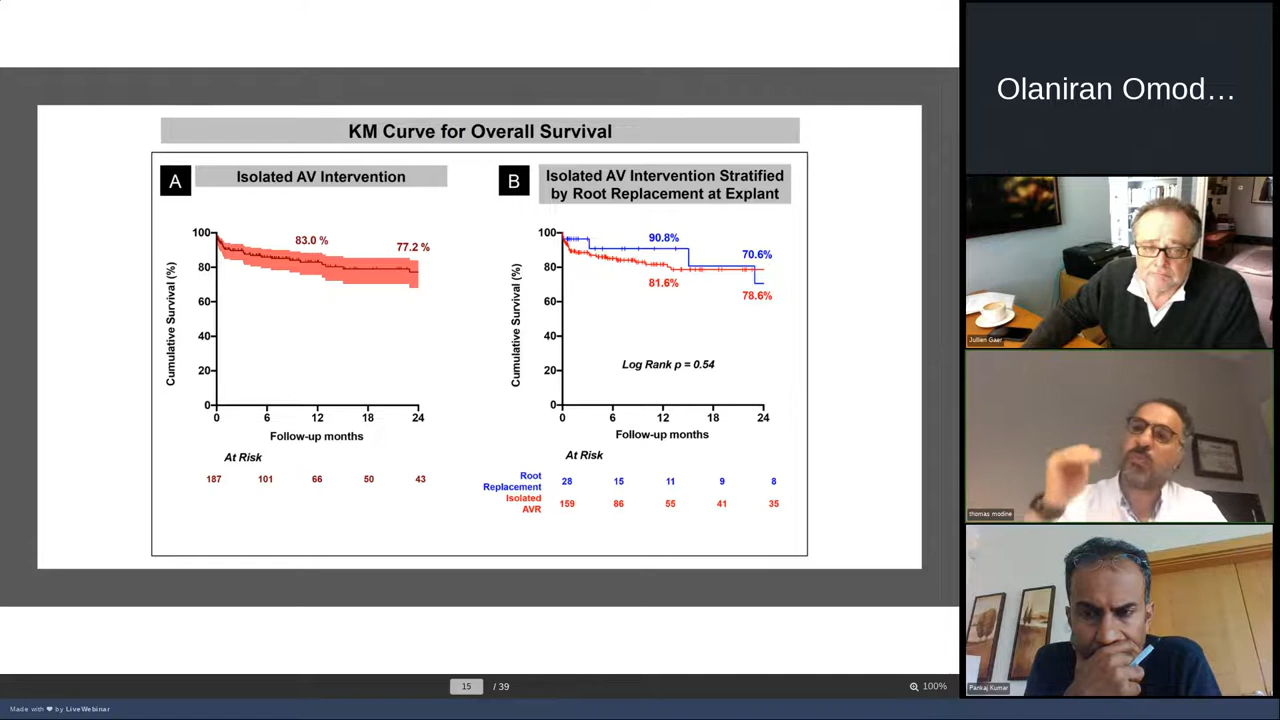 KM Curve for Overall Survival
A
Isolated AV Intervention
100
80
60
40
20
0
Cumulative Survival (%)
83.0 %
77.2 %
0 6 12 18 24
Follow-up months
At Risk
187 101 66 50 43
B
Isolated AV Intervention Stratified
by Root Replacement at Explant
100
80
60
40
20
0
Cumulative Survival (%)
90.8%
70.6%
81.6%
78.6%
Log Rank p = 0.54
0 6 12 18 24
Follow-up months
At Risk
Root
Replacement 28 15 11 9 8
Isolated
AVR 159 86 55 41 35
15 / 39
100%
Made with ❤ by LiveWebinar
Olaniran Omod...
Jullien Gaer
thomas modine
Pankaj Kumar